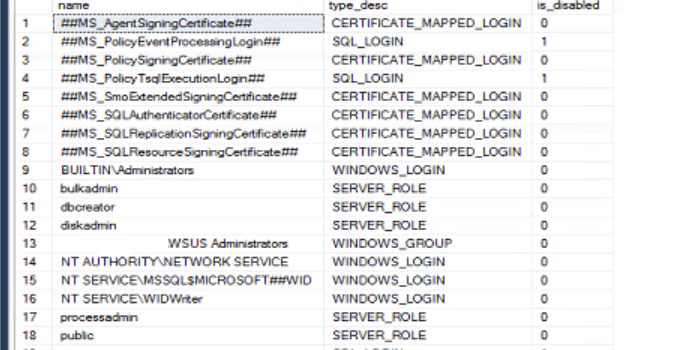 name type_desc is_disabled
1 ##MS_AgentSigningCertificate## CERTIFICATE_MAPPED_LOGIN 0
2 ##MS_PolicyEventProcessingLogin## SQL_LOGIN 1
3 ##MS_PolicySigningCertificate## CERTIFICATE_MAPPED_LOGIN 0
4 ##MS_PolicyTsqlExecutionLogin## SQL_LOGIN 1
5 ##MS_SmoExtendedSigningCertificate## CERTIFICATE_MAPPED_LOGIN 0
6 ##MS_SQLAuthenticatorCertificate## CERTIFICATE_MAPPED_LOGIN 0
7 ##MS_SQLReplicationSigningCertificate## CERTIFICATE_MAPPED_LOGIN 0
8 ##MS_SQLResourceSigningCertificate## CERTIFICATE_MAPPED_LOGIN 0
9 BUILTIN\Administrators WINDOWS_LOGIN 0
10 bulkadmin SERVER_ROLE 0
11 dbcreator SERVER_ROLE 0
12 diskadmin SERVER_ROLE 0
13 WSUS Administrators WINDOWS_GROUP 0
14 NT AUTHORITY\NETWORK SERVICE WINDOWS_LOGIN 0
15 NT SERVICE\MSSQL$MICROSOFT##WID WINDOWS_LOGIN 0
16 NT SERVICE\WIDWriter WINDOWS_LOGIN 0
17 processadmin SERVER_ROLE 0
18 public SERVER_ROLE 0